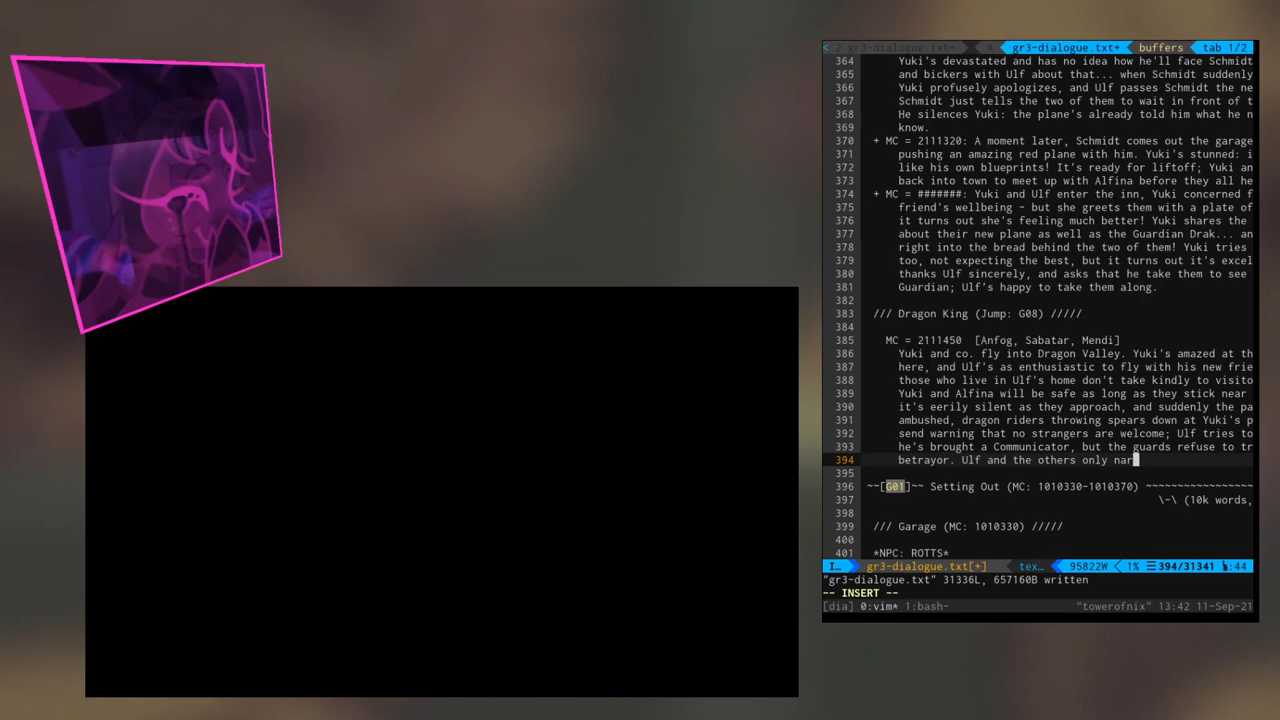 < 2 gr3-dialogue.txt+ gr3-dialogue.txt+ buffers tab 1/2
364 Yuki's devastated and has no idea how he'll face Schmidt
365 and bickers with Ulf about that... when Schmidt suddenly
366 Yuki profusely apologizes, and Ulf passes Schmidt the ne
367 Schmidt just tells the two of them to wait in front of t
368 He silences Yuki: the plane's already told him what he n
369 know.
370 + MC = 2111320: A moment later, Schmidt comes out the garage
371 pushing an amazing red plane with him. Yuki's stunned: i
372 like his own blueprints! It's ready for liftoff; Yuki an
373 back into town to meet up with Alfina before they all he
374 + MC = #######: Yuki and Ulf enter the inn, Yuki concerned f
375 friend's wellbeing - but she greets them with a plate of
376 it turns out she's feeling much better! Yuki shares the
377 about their new plane as well as the Guardian Drak... an
378 right into the bread behind the two of them! Yuki tries
379 too, not expecting the best, but it turns out it's excel
380 thanks Ulf sincerely, and asks that he take them to see
381 Guardian; Ulf's happy to take them along.
382
383 /// Dragon King (Jump: G08) /////
384
385 MC = 2111450 [Anfog, Sabatar, Mendi]
386 Yuki and co. fly into Dragon Valley. Yuki's amazed at th
387 here, and Ulf's as enthusiastic to fly with his new frie
388 those who live in Ulf's home don't take kindly to visito
389 Yuki and Alfina will be safe as long as they stick near
390 it's eerily silent as they approach, and suddenly the pa
391 ambushed, dragon riders throwing spears down at Yuki's p
392 send warning that no strangers are welcome; Ulf tries to
393 he's brought a Communicator, but the guards refuse to tr
394 betrayor. Ulf and the others only nar
395
396 ~~[G01]~~ Setting Out (MC: 1010330-1010370) ~~~~~~~~~~~~~~~~~
397 \-\ (10k words,
398
399 /// Garage (MC: 1010330) /////
400
401 *NPC: ROTTS*
I… gr3-dialogue.txt[+] tex… 95822W 1% ☰394/31341 :44
"gr3-dialogue.txt" 31336L, 657160B written
-- INSERT --
[dia] 0:vim* 1:bash- "towerofnix" 13:42 11-Sep-21